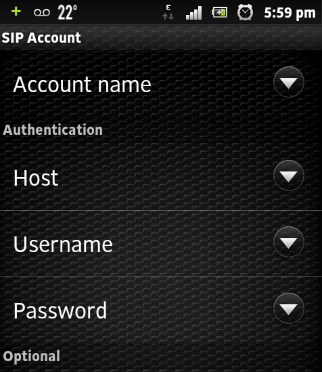 22° E 5:59 pm
SIP Account
Account name
Authentication
Host
Username
Password
Optional